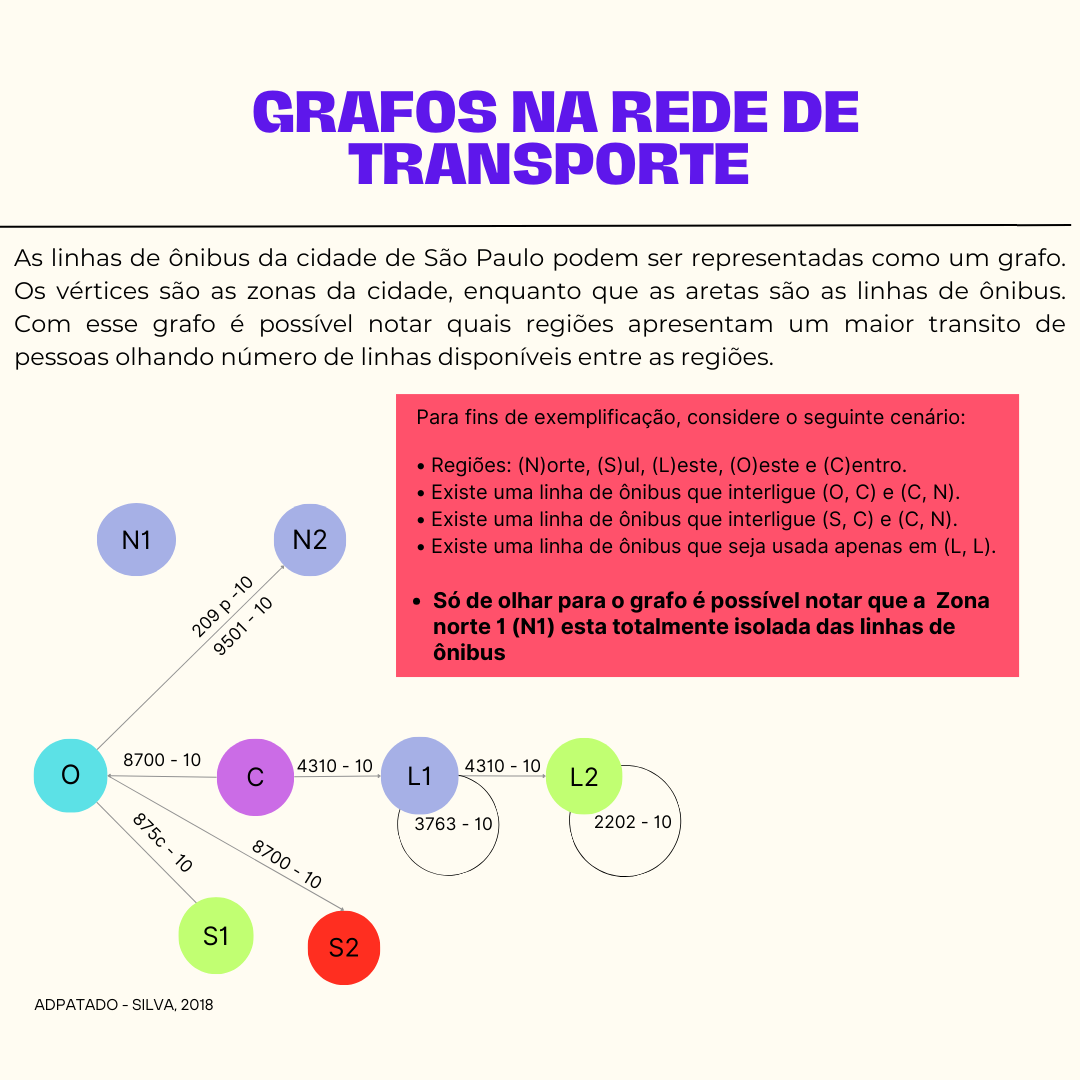 GRAFOS NA REDE DE
TRANSPORTE
As linhas de ônibus da cidade de São Paulo podem ser representadas como um grafo.
Os vértices são as zonas da cidade, enquanto que as aretas são as linhas de ônibus.
Com esse grafo é possível notar quais regiões apresentam um maior transito de
pessoas olhando número de linhas disponíveis entre as regiões.
Para fins de exemplificação, considere o seguinte cenário:
• Regiões: (N)orte, (S)ul, (L)este, (O)este e (C)entro.
• Existe uma linha de ônibus que interligue (O, C) e (C, N).
• Existe uma linha de ônibus que interligue (S, C) e (C, N).
• Existe uma linha de ônibus que seja usada apenas em (L, L).
• Só de olhar para o grafo é possível notar que a Zona
norte 1 (N1) esta totalmente isolada das linhas de
ônibus
N1
N2
209 p -10
9501 - 10
O
8700 - 10
C
4310 - 10
L1
4310 - 10
L2
3763 - 10
2202 - 10
875c - 10
8700 - 10
S1
S2
ADPATADO - SILVA, 2018